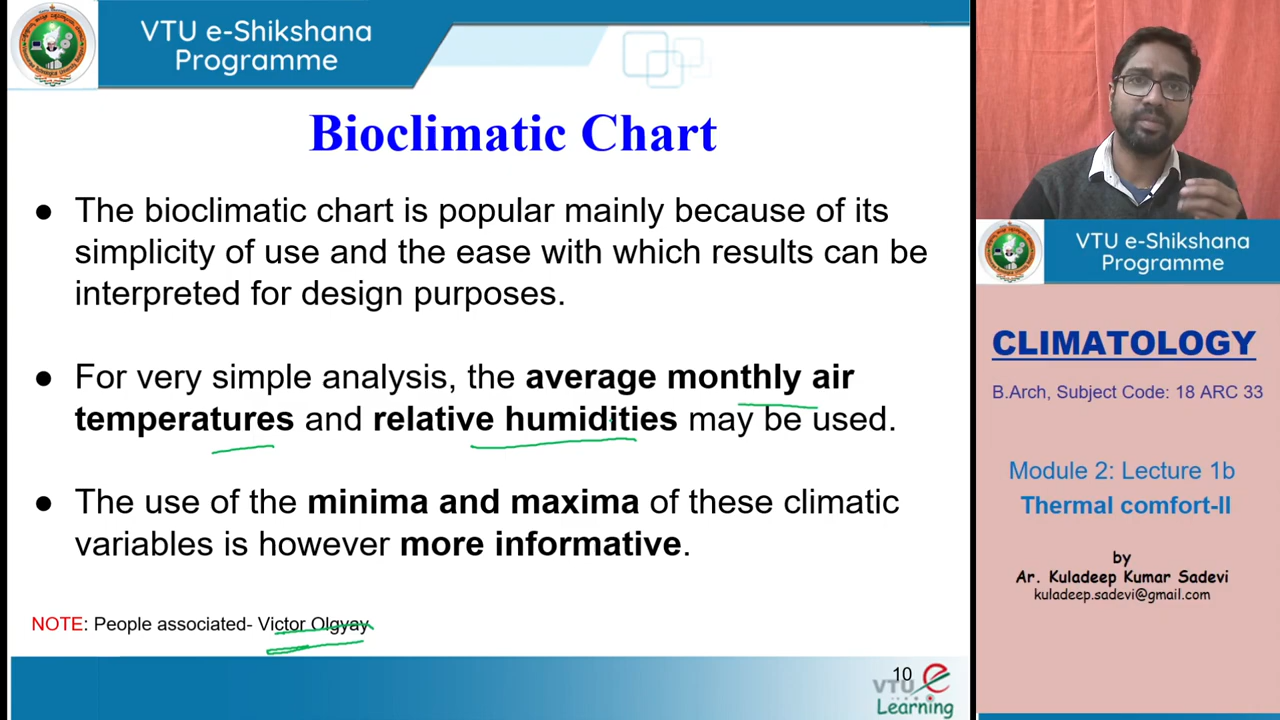 VTU e-Shikshana
Programme
Bioclimatic Chart
● The bioclimatic chart is popular mainly because of its
simplicity of use and the ease with which results can be
interpreted for design purposes.
● For very simple analysis, the average monthly air
temperatures and relative humidities may be used.
● The use of the minima and maxima of these climatic
variables is however more informative.
NOTE: People associated- Victor Olgyay
10
VTU e
Learning
VTU e-Shikshana
Programme
CLIMATOLOGY
B.Arch, Subject Code: 18 ARC 33
Module 2: Lecture 1b
Thermal comfort-II
by
Ar. Kuladeep Kumar Sadevi
kuladeep.sadevi@gmail.com